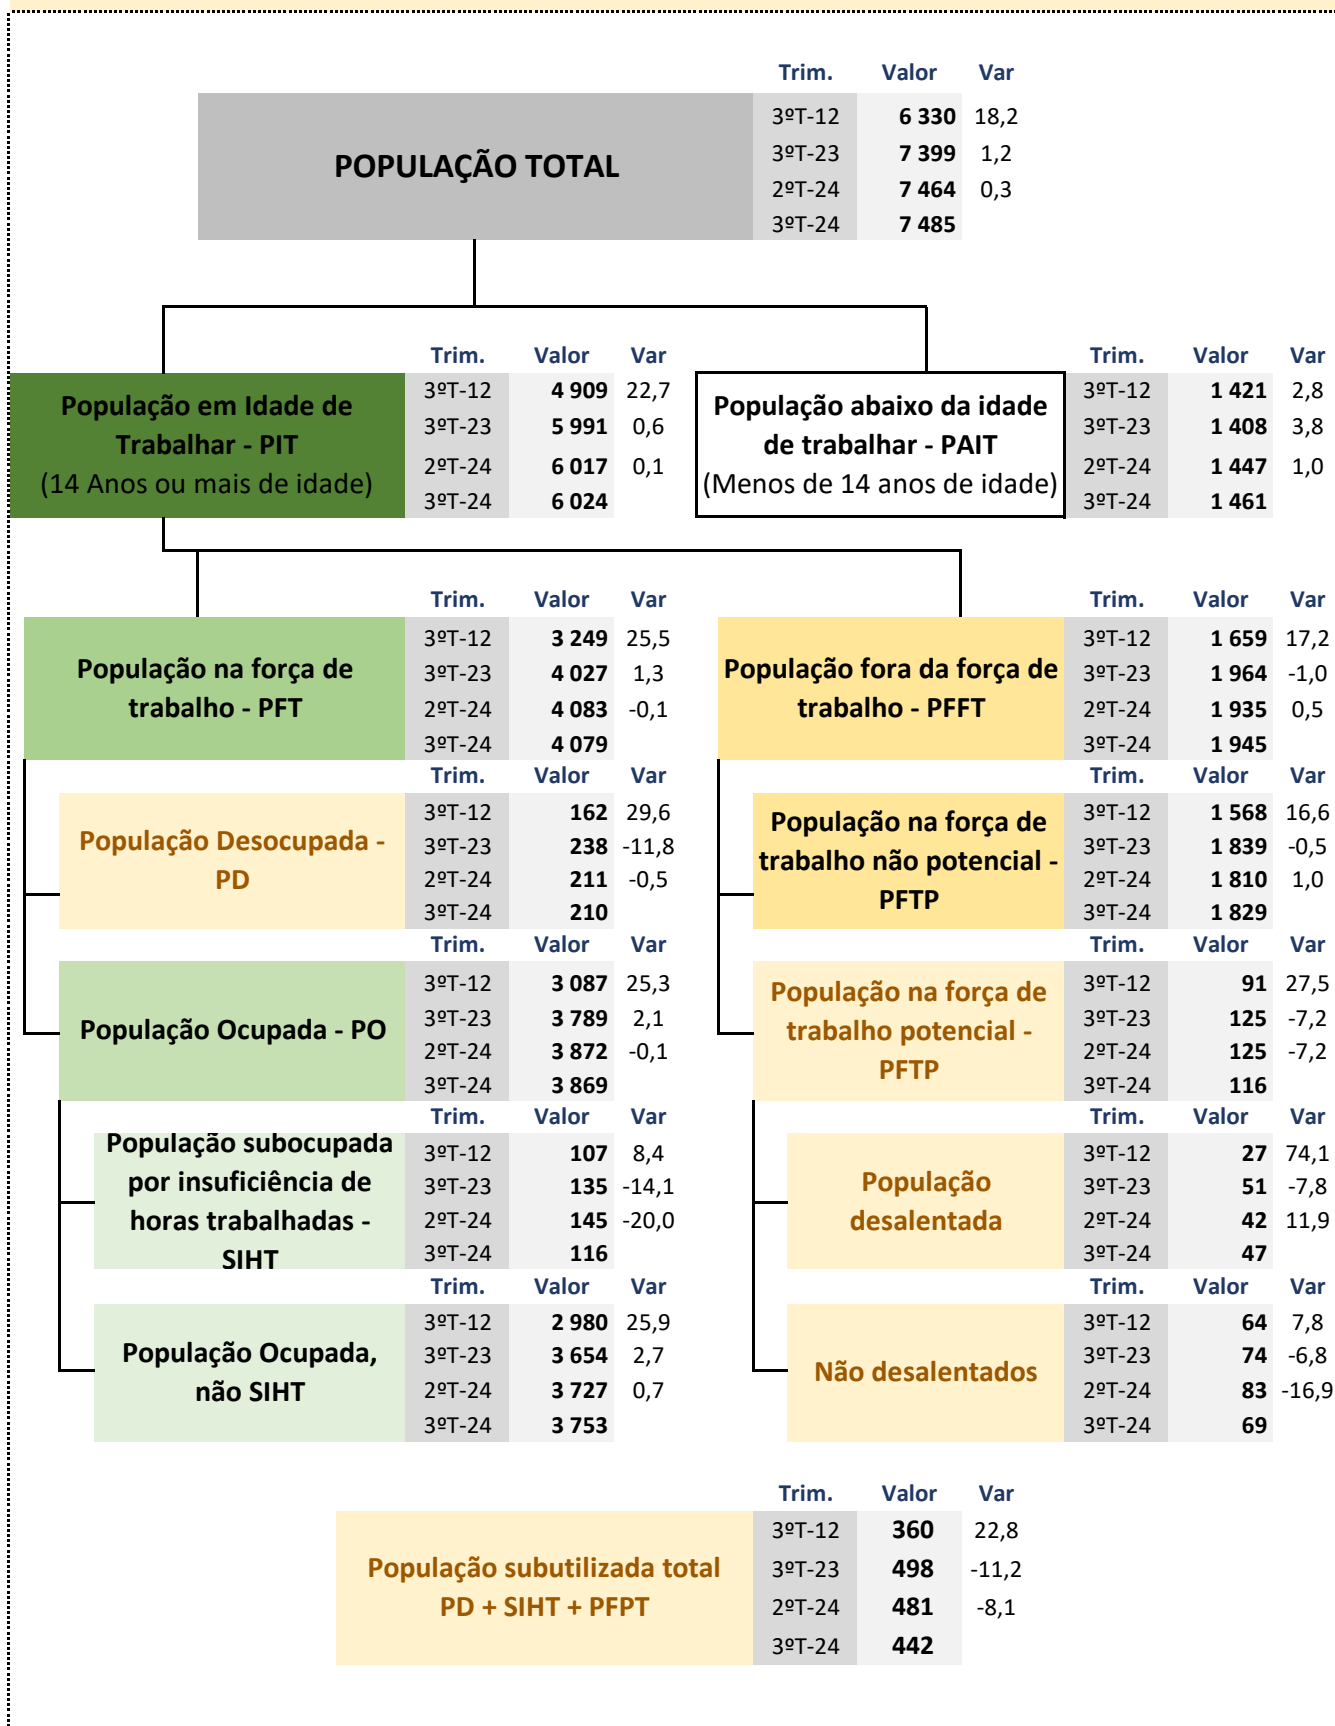 Trim. Valor Var
POPULAÇÃO TOTAL
3ºT-12 6 330 18,2
3ºT-23 7 399 1,2
2ºT-24 7 464 0,3
3ºT-24 7 485
Trim. Valor Var
População em Idade de
Trabalhar - PIT
(14 Anos ou mais de idade)
3ºT-12 4 909 22,7
3ºT-23 5 991 0,6
2ºT-24 6 017 0,1
3ºT-24 6 024
Trim. Valor Var
População abaixo da idade
de trabalhar - PAIT
(Menos de 14 anos de idade)
3ºT-12 1 421 2,8
3ºT-23 1 408 3,8
2ºT-24 1 447 1,0
3ºT-24 1 461
Trim. Valor Var
População na força de
trabalho - PFT
3ºT-12 3 249 25,5
3ºT-23 4 027 1,3
2ºT-24 4 083 -0,1
3ºT-24 4 079
Trim. Valor Var
População Desocupada -
PD
3ºT-12 162 29,6
3ºT-23 238 -11,8
2ºT-24 211 -0,5
3ºT-24 210
Trim. Valor Var
População Ocupada - PO
3ºT-12 3 087 25,3
3ºT-23 3 789 2,1
2ºT-24 3 872 -0,1
3ºT-24 3 869
Trim. Valor Var
População subocupada
por insuficiência de
horas trabalhadas -
SIHT
3ºT-12 107 8,4
3ºT-23 135 -14,1
2ºT-24 145 -20,0
3ºT-24 116
Trim. Valor Var
População Ocupada,
não SIHT
3ºT-12 2 980 25,9
3ºT-23 3 654 2,7
2ºT-24 3 727 0,7
3ºT-24 3 753
Trim. Valor Var
População fora da força de
trabalho - PFFT
3ºT-12 1 659 17,2
3ºT-23 1 964 -1,0
2ºT-24 1 935 0,5
3ºT-24 1 945
Trim. Valor Var
População na força de
trabalho não potencial -
PFTP
3ºT-12 1 568 16,6
3ºT-23 1 839 -0,5
2ºT-24 1 810 1,0
3ºT-24 1 829
Trim. Valor Var
População na força de
trabalho potencial -
PFTP
3ºT-12 91 27,5
3ºT-23 125 -7,2
2ºT-24 125 -7,2
3ºT-24 116
Trim. Valor Var
População
desalentada
3ºT-12 27 74,1
3ºT-23 51 -7,8
2ºT-24 42 11,9
3ºT-24 47
Trim. Valor Var
Não desalentados
3ºT-12 64 7,8
3ºT-23 74 -6,8
2ºT-24 83 -16,9
3ºT-24 69
Trim. Valor Var
População subutilizada total
PD + SIHT + PFPT
3ºT-12 360 22,8
3ºT-23 498 -11,2
2ºT-24 481 -8,1
3ºT-24 442